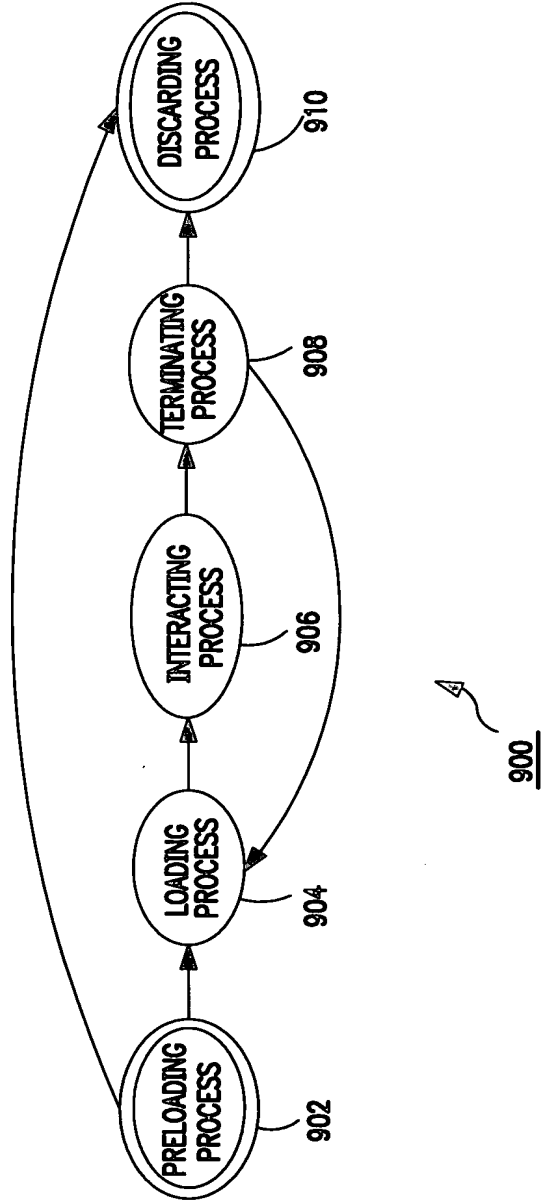 PRELOADING
PROCESS
902
LOADING
PROCESS
904
INTERACTING
PROCESS
906
TERMINATING
PROCESS
908
DISCARDING
PROCESS
910
900